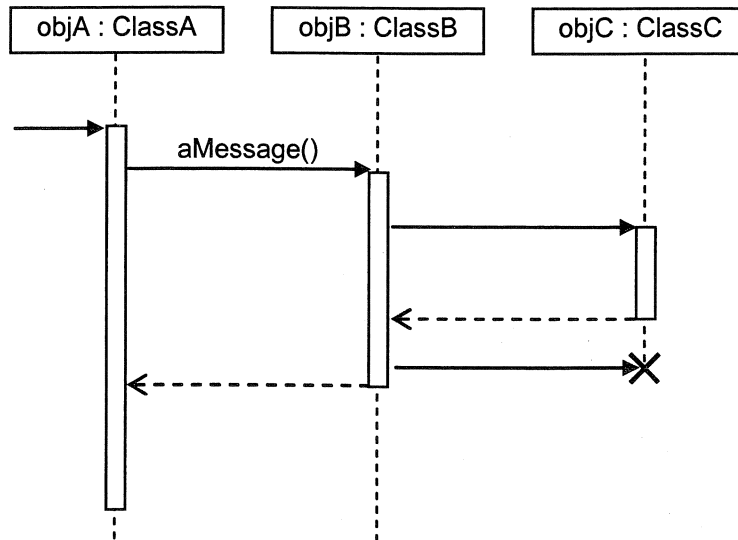 objA : ClassA
objB : ClassB
objC : ClassC
aMessage()